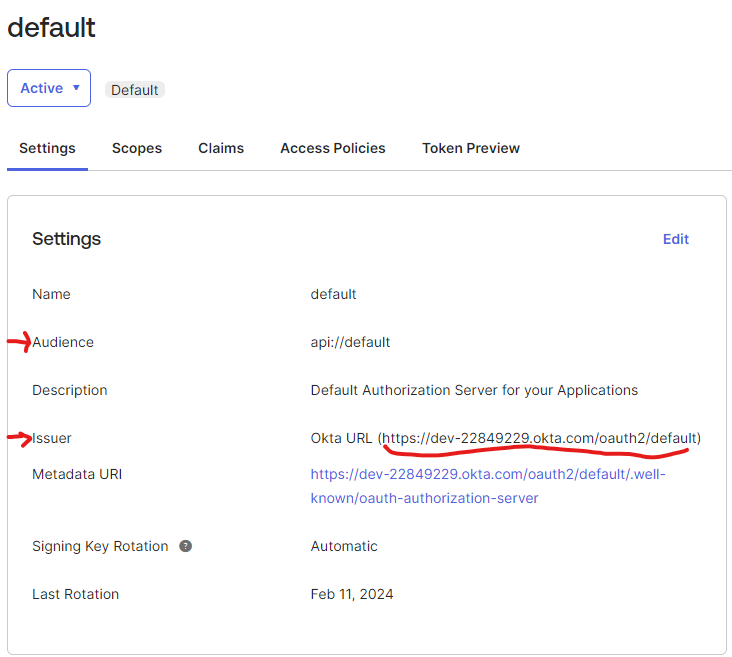 default
Active Default
Settings Scopes Claims Access Policies Token Preview
Settings Edit
Name default
Audience api://default
Description Default Authorization Server for your Applications
Issuer Okta URL (https://dev-22849229.okta.com/oauth2/default)
Metadata URI https://dev-22849229.okta.com/oauth2/default/.well-
known/oauth-authorization-server
Signing Key Rotation ? Automatic
Last Rotation Feb 11, 2024